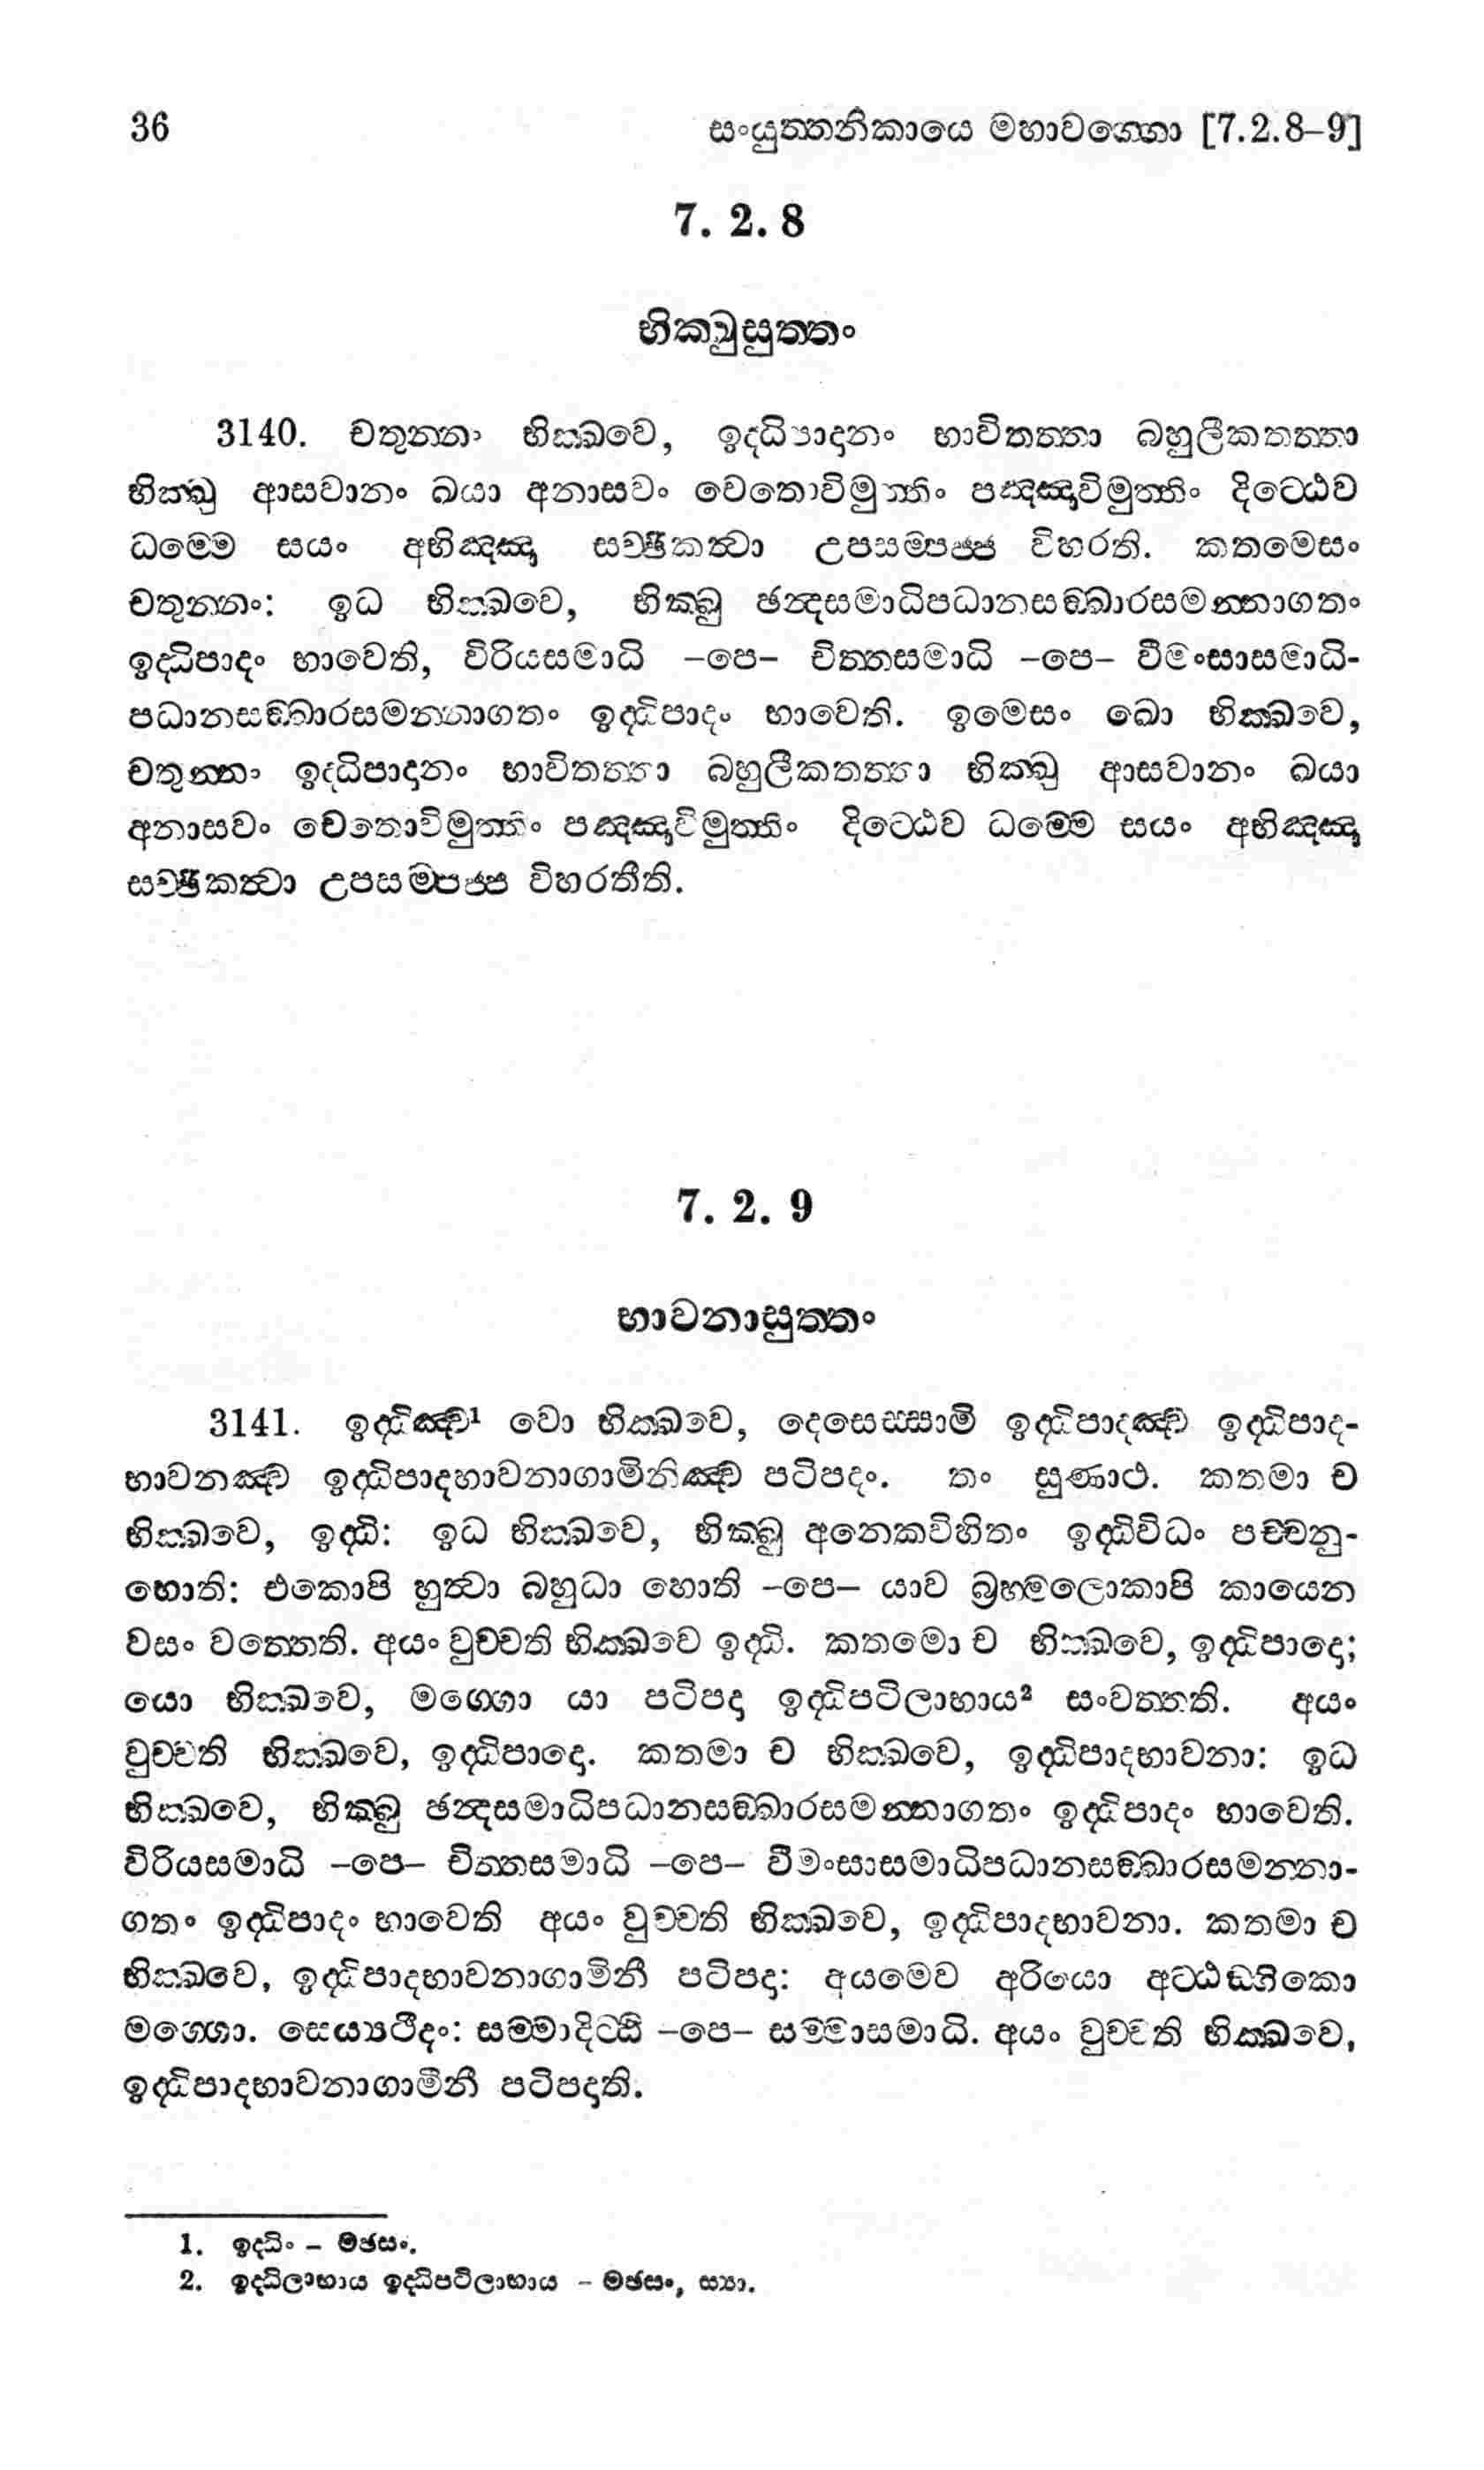 36 සංයුත්තනිකායෙ මහාවග්ගො [7.2.8–9]
7. 2. 8
භික්ඛුසුත්තං
3140. චතුන්නං භික්ඛවෙ, ඉද්ධිපාදානං භාවිතත්තා බහුලීකතත්තා
භික්ඛු ආසවානං ඛයා අනාසවං චෙතොවිමුත්තිං පඤ්ඤාවිමුත්තිං දිට්ඨෙව
ධම්මෙ සයං අභිඤ්ඤා සච්ඡිකත්වා උපසම්පජ්ජ විහරති. කතමෙසං
චතුන්නං: ඉධ භික්ඛවෙ, භික්ඛු ඡන්දසමාධිපධානසඞ්ඛාරසමන්නාගතං
ඉද්ධිපාදං භාවෙති, විරියසමාධි –පෙ– චිත්තසමාධි –පෙ– වීමංසාසමාධි-
පධානසඞ්ඛාරසමන්නාගතං ඉද්ධිපාදං භාවෙති. ඉමෙසං ඛො භික්ඛවෙ,
චතුන්නං ඉද්ධිපාදානං භාවිතත්තා බහුලීකතත්තා භික්ඛු ආසවානං ඛයා
අනාසවං චෙතොවිමුත්තිං පඤ්ඤාවිමුත්තිං දිට්ඨෙව ධම්මෙ සයං අභිඤ්ඤා
සච්ඡිකත්වා උපසම්පජ්ජ විහරතීති.
7. 2. 9
භාවනාසුත්තං
3141. ඉද්ධිඤ්ච¹ වො භික්ඛවෙ, දෙසෙස්සාමි ඉද්ධිපාදඤ්ච ඉද්ධිපාද-
භාවනඤ්ච ඉද්ධිපාදභාවනාගාමිනිඤ්ච පටිපදං. තං සුණාථ. කතමා ච
භික්ඛවෙ, ඉද්ධි: ඉධ භික්ඛවෙ, භික්ඛු අනෙකවිහිතං ඉද්ධිවිධං පච්චනු-
භොති: එකොපි හුත්වා බහුධා හොති –පෙ– යාව බ්‍රහ්මලොකාපි කායෙන
වසං වත්තෙති. අයං වුච්චති භික්ඛවෙ ඉද්ධි. කතමො ච භික්ඛවෙ, ඉද්ධිපාදො;
යො භික්ඛවෙ, මග්ගො යා පටිපදා ඉද්ධිපටිලාභාය² සංවත්තති. අයං
වුච්චති භික්ඛවෙ, ඉද්ධිපාදො. කතමා ච භික්ඛවෙ, ඉද්ධිපාදභාවනා: ඉධ
භික්ඛවෙ, භික්ඛු ඡන්දසමාධිපධානසඞ්ඛාරසමන්නාගතං ඉද්ධිපාදං භාවෙති.
විරියසමාධි –පෙ– චිත්තසමාධි –පෙ– වීමංසාසමාධිපධානසඞ්ඛාරසමන්නා-
ගතං ඉද්ධිපාදං භාවෙති අයං වුච්චති භික්ඛවෙ, ඉද්ධිපාදභාවනා. කතමා ච
භික්ඛවෙ, ඉද්ධිපාදභාවනාගාමිනී පටිපදා: අයමෙව අරියො අට්ඨඞ්ගිකො
මග්ගො. සෙය්‍යථීදං: සම්මාදිට්ඨි –පෙ– සම්මාසමාධි. අයං වුච්චති භික්ඛවෙ,
ඉද්ධිපාදභාවනාගාමිනී පටිපදාති.
1. ඉද්ධිං – මඡසං.
2. ඉද්ධිලාභාය ඉද්ධිපටිලාභාය – මඡසං, ස්‍යා.